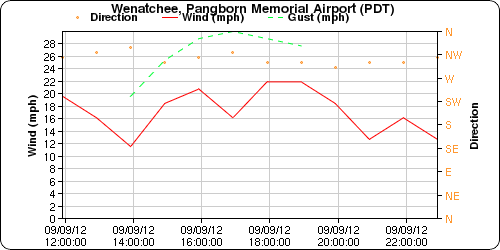 Wenatchee, Pangborn Memorial Airport (PDT)
Direction Wind (mph) Gust (mph)
28
26
24
22
20
18
16
14
12
10
8
6
4
2
0
Wind (mph)
N
NW
W
SW
S
SE
E
NE
N
Direction
09/09/12 09/09/12 09/09/12 09/09/12 09/09/12 09/09/12
12:00:00 14:00:00 16:00:00 18:00:00 20:00:00 22:00:00